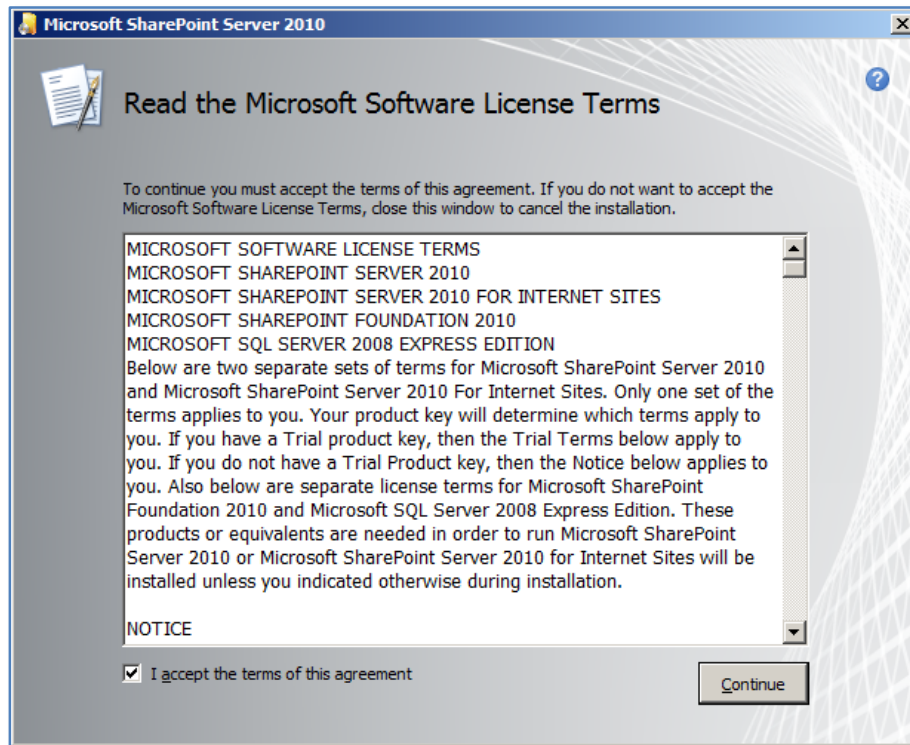 Microsoft SharePoint Server 2010
Read the Microsoft Software License Terms
To continue you must accept the terms of this agreement. If you do not want to accept the
Microsoft Software License Terms, close this window to cancel the installation.
MICROSOFT SOFTWARE LICENSE TERMS
MICROSOFT SHAREPOINT SERVER 2010
MICROSOFT SHAREPOINT SERVER 2010 FOR INTERNET SITES
MICROSOFT SHAREPOINT FOUNDATION 2010
MICROSOFT SQL SERVER 2008 EXPRESS EDITION
Below are two separate sets of terms for Microsoft SharePoint Server 2010
and Microsoft SharePoint Server 2010 For Internet Sites. Only one set of the
terms applies to you. Your product key will determine which terms apply to
you. If you have a Trial product key, then the Trial Terms below apply to
you. If you do not have a Trial Product key, then the Notice below applies to
you. Also below are separate license terms for Microsoft SharePoint
Foundation 2010 and Microsoft SQL Server 2008 Express Edition. These
products or equivalents are needed in order to run Microsoft SharePoint
Server 2010 or Microsoft SharePoint Server 2010 for Internet Sites will be
installed unless you indicated otherwise during installation.
NOTICE
I accept the terms of this agreement
Continue